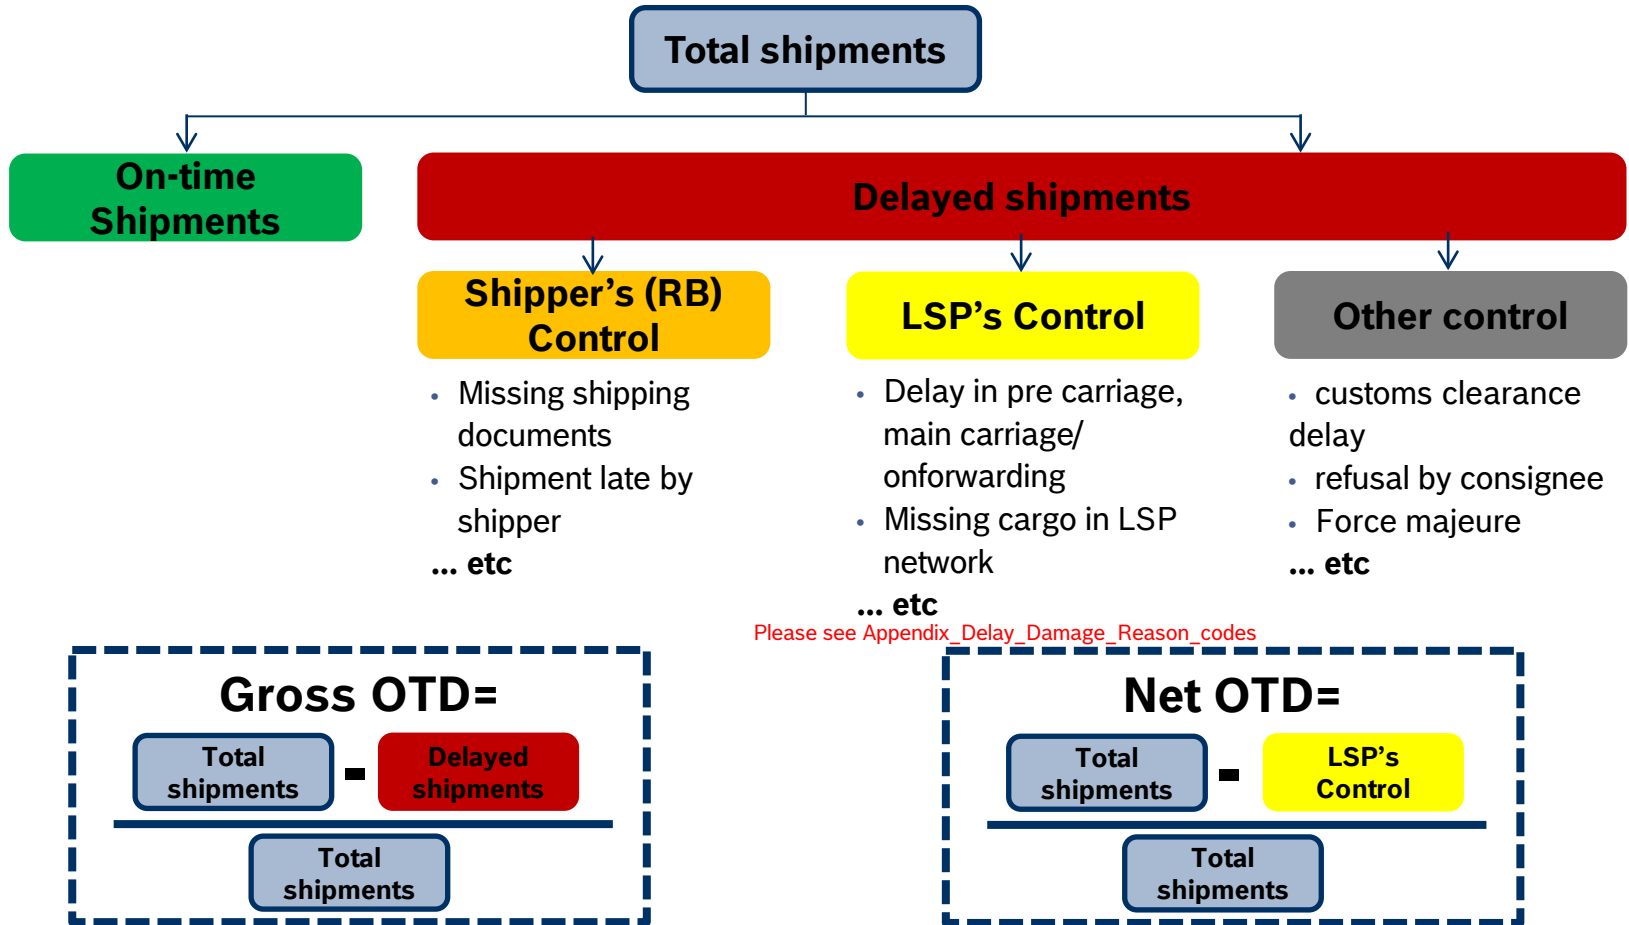 Total shipments
On-time
Shipments
Delayed shipments
Shipper’s (RB)
Control
• Missing shipping
documents
• Shipment late by
shipper
... etc
LSP’s Control
• Delay in pre carriage,
main carriage/
onforwarding
• Missing cargo in LSP
network
... etc
Other control
• customs clearance
delay
• refusal by consignee
• Force majeure
... etc
Please see Appendix_Delay_Damage_Reason_codes
Gross OTD=
Total
shipments
-
Delayed
shipments
Total
shipments
Net OTD=
Total
shipments
-
LSP’s
Control
Total
shipments